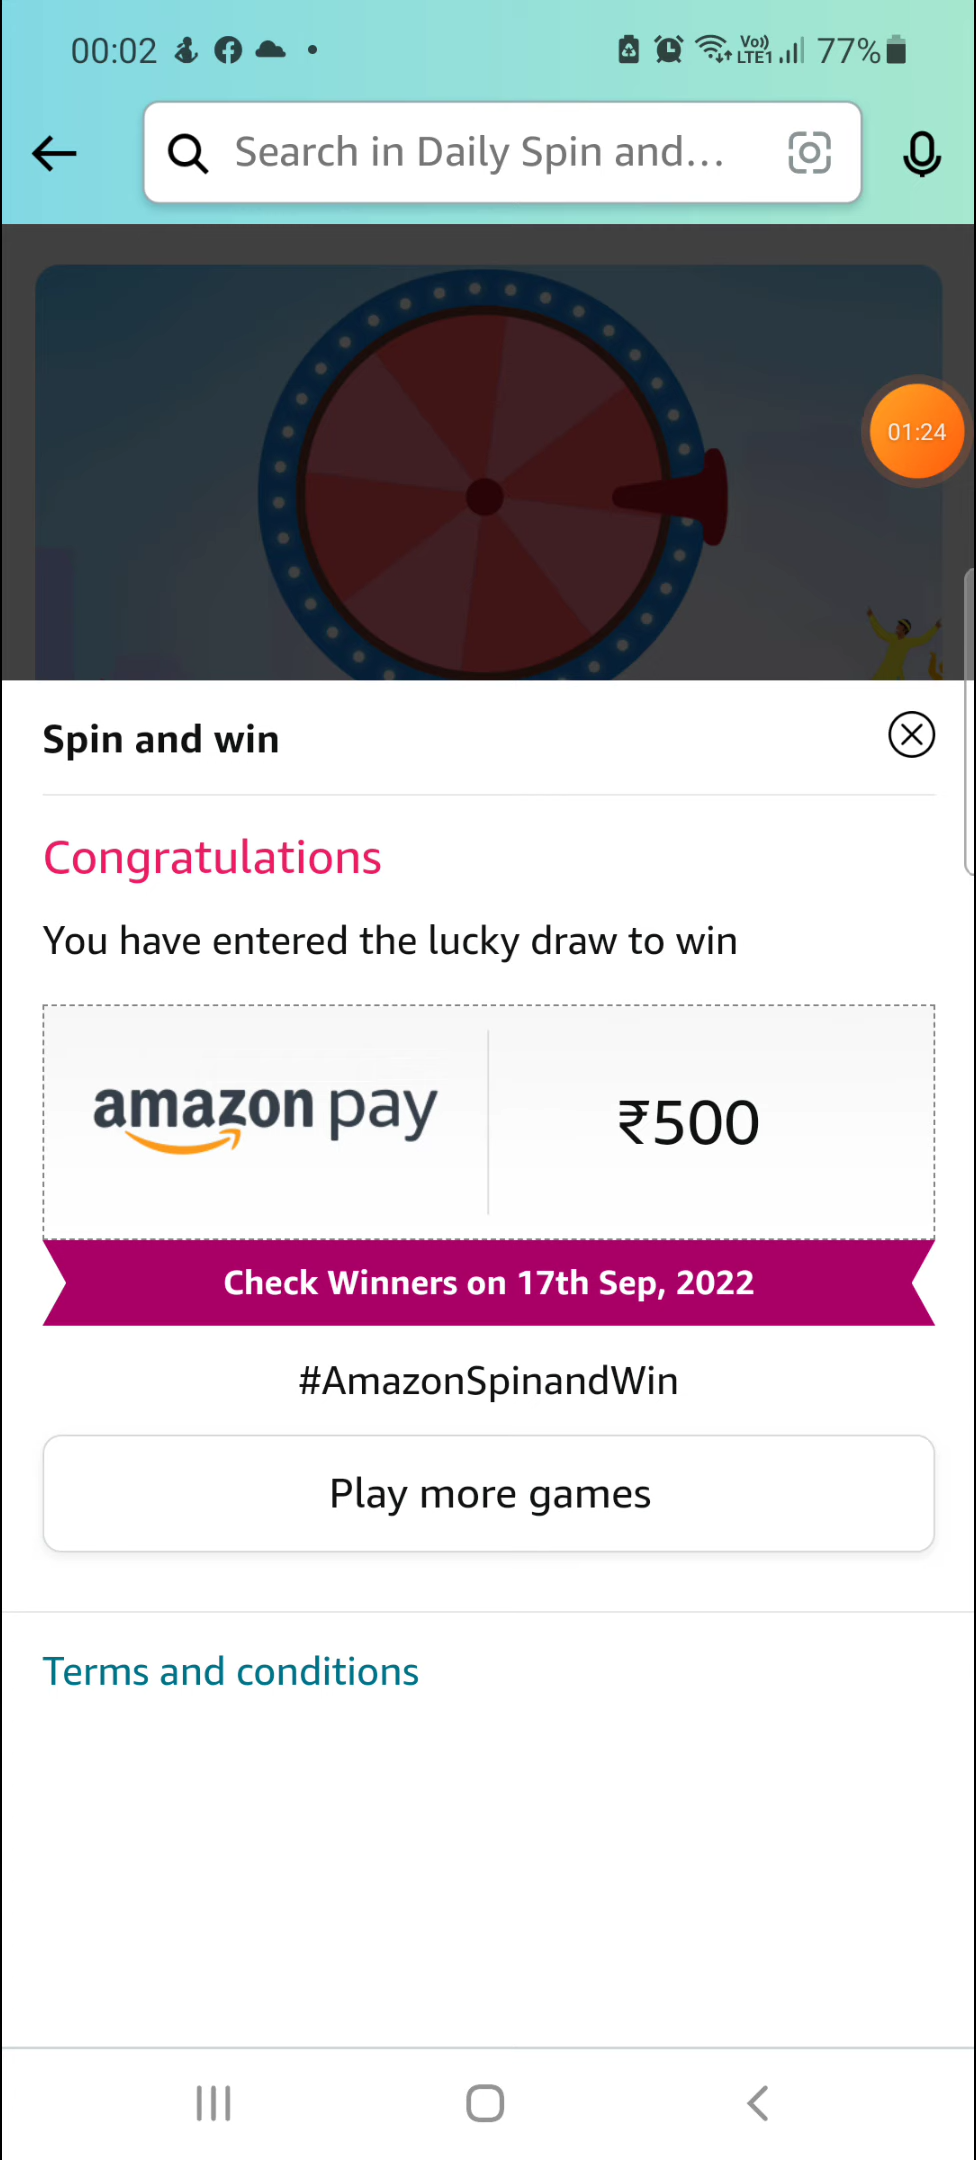 00:02
Vo)) LTE1 77%
Search in Daily Spin and...
01:24
Spin and win
Congratulations
You have entered the lucky draw to win
amazon pay
₹500
Check Winners on 17th Sep, 2022
#AmazonSpinandWin
Play more games
Terms and conditions